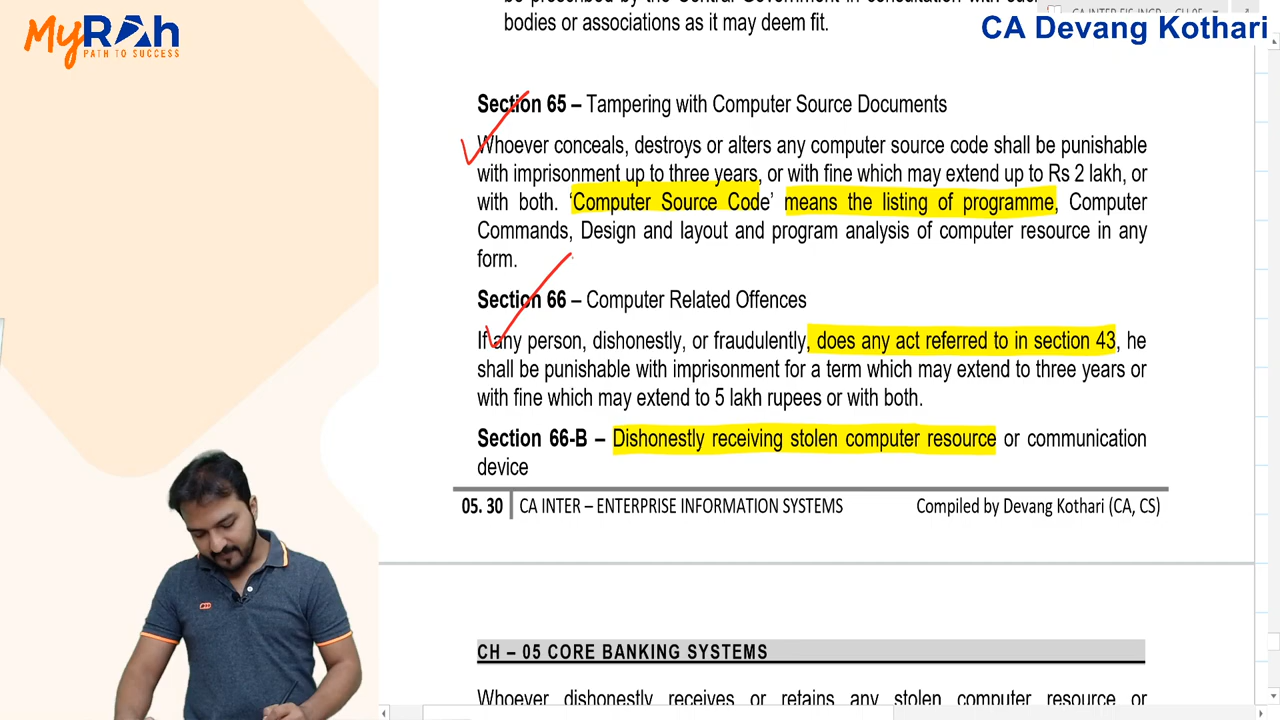 MyRAh
PATH TO SUCCESS
CA Devang Kothari
bodies or associations as it may deem fit.
Section 65 – Tampering with Computer Source Documents
Whoever conceals, destroys or alters any computer source code shall be punishable
with imprisonment up to three years, or with fine which may extend up to Rs 2 lakh, or
with both. ‘Computer Source Code’ means the listing of programme, Computer
Commands, Design and layout and program analysis of computer resource in any
form.
Section 66 – Computer Related Offences
If any person, dishonestly, or fraudulently, does any act referred to in section 43, he
shall be punishable with imprisonment for a term which may extend to three years or
with fine which may extend to 5 lakh rupees or with both.
Section 66-B – Dishonestly receiving stolen computer resource or communication
device
05. 30 CA INTER – ENTERPRISE INFORMATION SYSTEMS Compiled by Devang Kothari (CA, CS)
CH – 05 CORE BANKING SYSTEMS
Whoever dishonestly receives or retains any stolen computer resource or